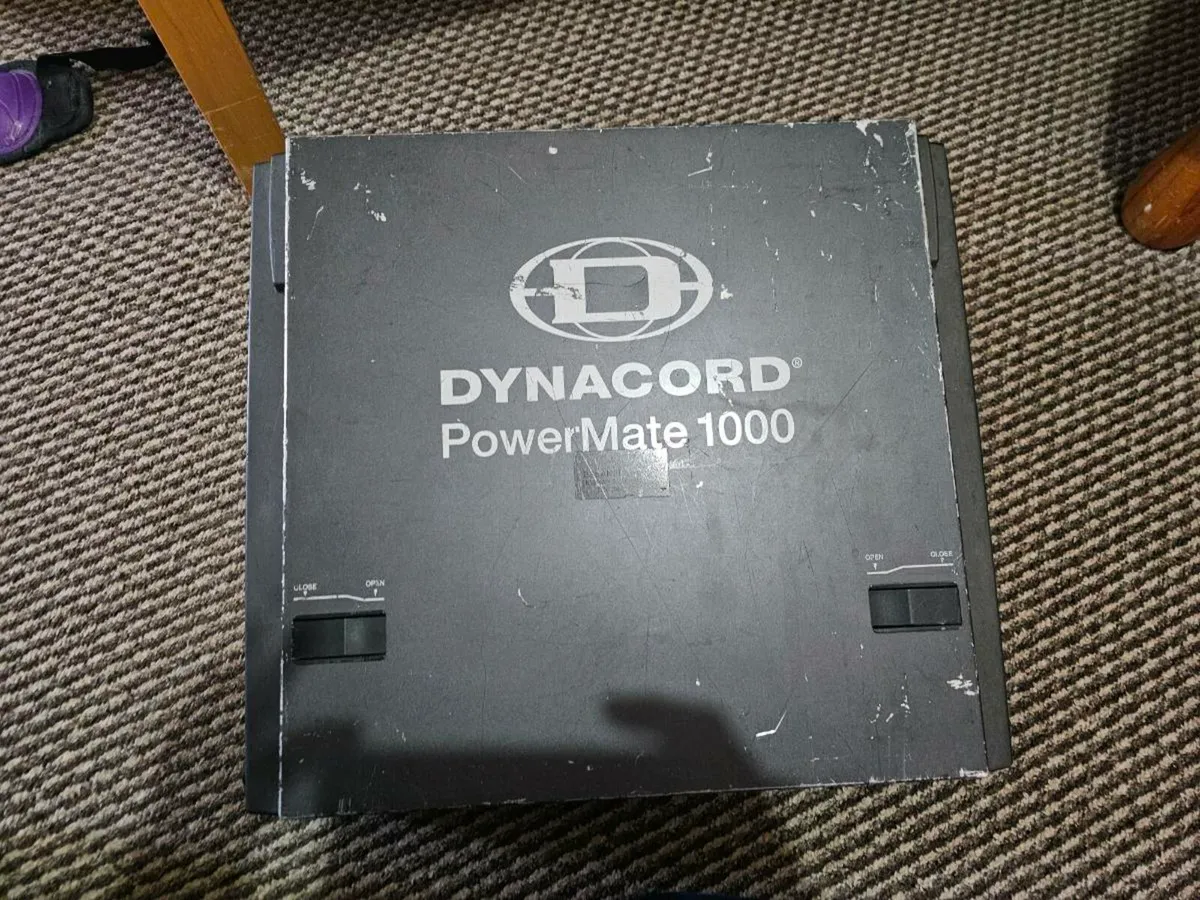 D
DYNACORD®
PowerMate 1000
OPEN CLOSE
CLOSE OPEN